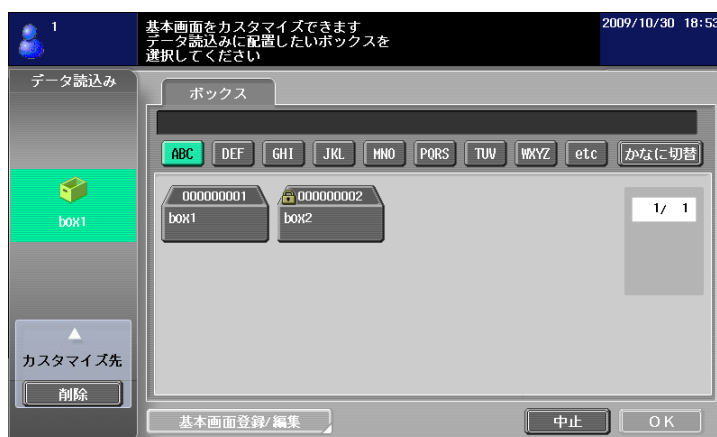 1
基本画面をカスタマイズできます
データ読込みに配置したいボックスを
選択してください
2009/10/30 18:53
データ読込み
ボックス
ABC DEF GHI JKL MNO PQRS TUV WXYZ etc かなに切替
box1
000000001
box1
000000002
box2
1/ 1
カスタマイズ先
削除
基本画面登録/編集
中止
OK